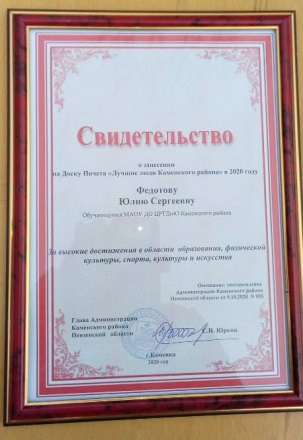 Свидетельство
о занесении
на Доску Почета «Лучшие люди Каменского района» в 2020 году
Федотову
Юлию Сергеевну
Обучающуюся МАОУ ДО ЦРТДиЮ Каменского района
За высокие достижения в области образования, физической
культуры, спорта, культуры и искусства
Основание: постановление
администрации Каменского района
Пензенской области от 9.10.2020 №
Глава Администрации
Каменского района
Пензенской области
Юркин
г.Каменка
2020 год